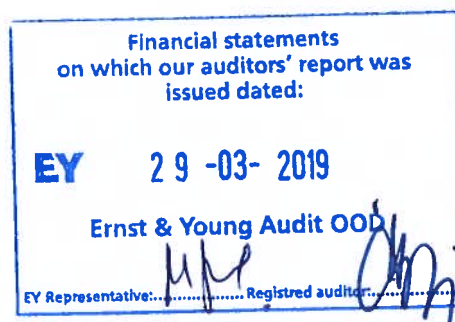 Financial statements
on which our auditors' report was
issued dated:
EY 29 -03- 2019
Ernst & Young Audit OOD
EY Representative:................ Registred auditor:................